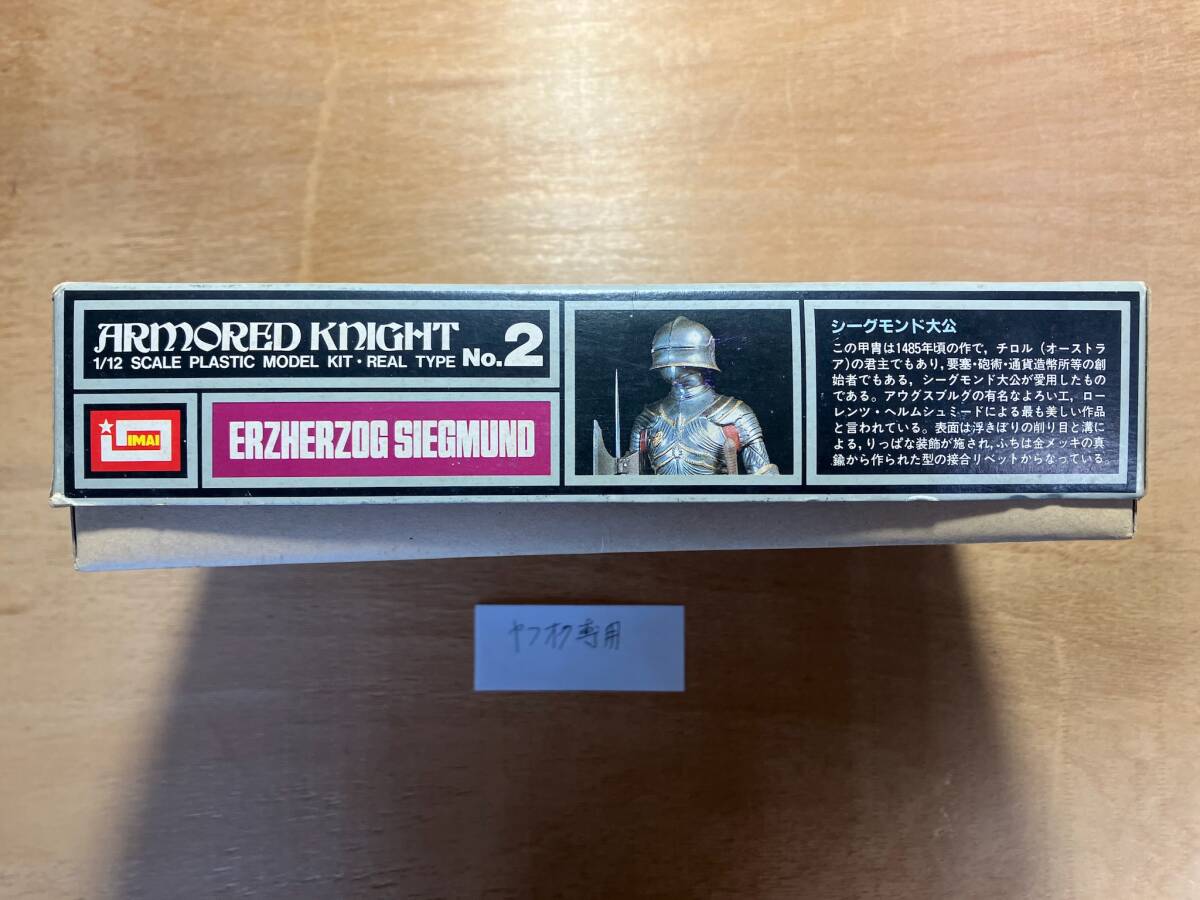 ARMORED KNIGHT
1/12 SCALE PLASTIC MODEL KIT・REAL TYPE No.2
IMAI
ERZHERZOG SIEGMUND
シーグモンド大公
この甲冑は1485年頃の作で，チロル（オーストラ
ア）の君主でもあり，要塞・砲術・通貨造幣所等の創
始者でもある，シーグモンド大公が愛用したもの
である。アウグスブルグの有名なよろい工，ロー
レンツ・ヘルムシュミードによる最も美しい作品
と言われている。表面は浮きぼりの削り目と溝に
よる，りっぱな装飾が施され，ふちは金メッキの真
鍮から作られた型の接合リベットからなっている。
ヤフオク専用